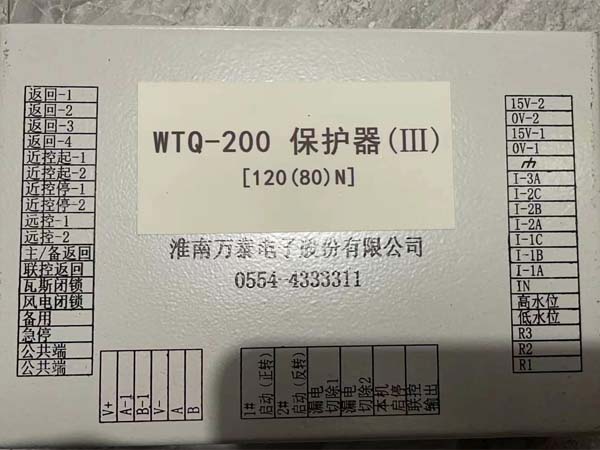 WTQ-200 保护器(III)
[120(80)N]
淮南万泰电子股份有限公司
0554-4333311
返回-1
返回-2
返回-3
返回-4
近控起-1
近控起-2
近控停-1
近控停-2
远控-1
远控-2
主/备返回
联控返回
瓦斯闭锁
风电闭锁
备用
急停
公共端
公共端
V+
A-1
B-1
V-
A
B
1#
启动(正转)
2#
启动(反转)
漏电
切除1
漏电
切除2
本机
启停
联控
输出
15V-2
0V-2
15V-1
0V-1
I-3A
I-2C
I-2B
I-2A
I-1C
I-1B
I-1A
IN
高水位
低水位
R3
R2
R1